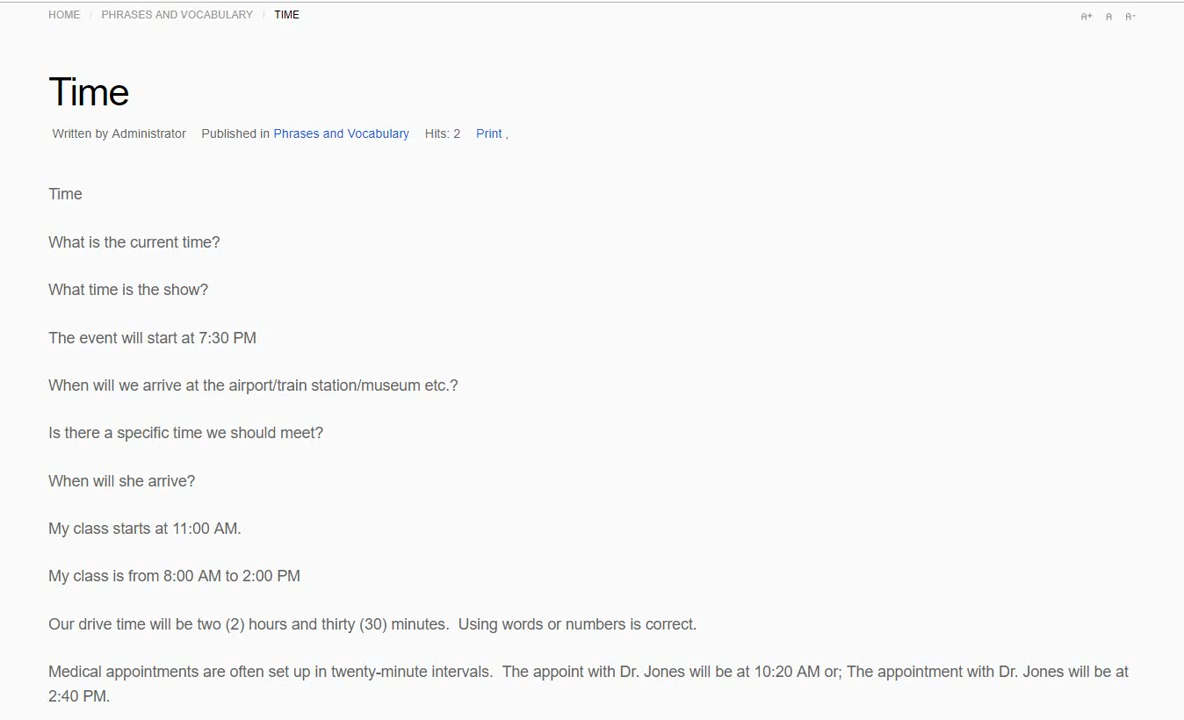 HOME / PHRASES AND VOCABULARY / TIME
A+ A A-
Time
Written by Administrator Published in Phrases and Vocabulary Hits: 2 Print ,
Time
What is the current time?
What time is the show?
The event will start at 7:30 PM
When will we arrive at the airport/train station/museum etc.?
Is there a specific time we should meet?
When will she arrive?
My class starts at 11:00 AM.
My class is from 8:00 AM to 2:00 PM
Our drive time will be two (2) hours and thirty (30) minutes.  Using words or numbers is correct.
Medical appointments are often set up in twenty-minute intervals.  The appoint with Dr. Jones will be at 10:20 AM or; The appointment with Dr. Jones will be at
2:40 PM.